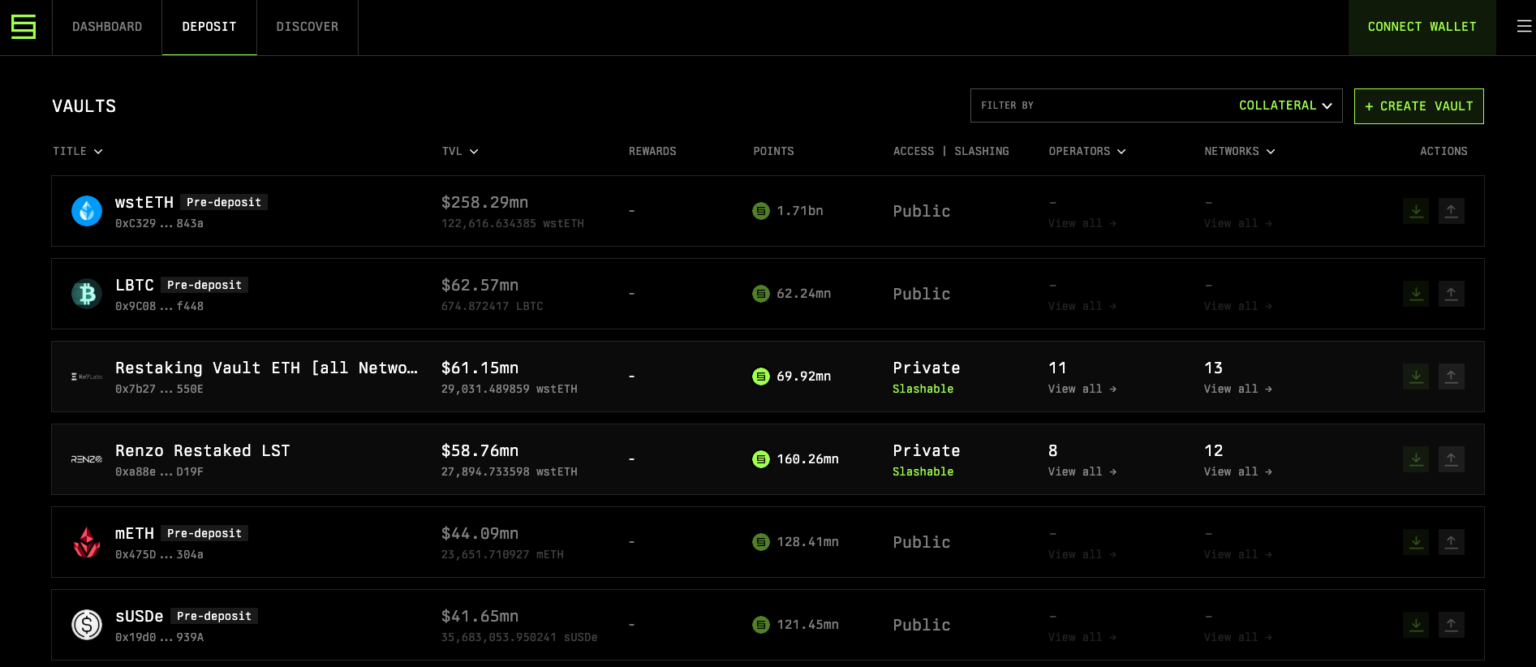 DASHBOARD DEPOSIT DISCOVER CONNECT WALLET
VAULTS FILTER BY COLLATERAL + CREATE VAULT
TITLE TVL REWARDS POINTS ACCESS | SLASHING OPERATORS NETWORKS ACTIONS
wstETH Pre-deposit $258.29mn - 1.71bn Public - -
0xC329 ... 843a 122,616.634385 wstETH View all → View all →
LBTC Pre-deposit $62.57mn - 62.24mn Public - -
0x9C08 ... f448 674.872417 LBTC View all → View all →
Restaking Vault ETH [all Netwo… $61.15mn - 69.92mn Private 11 13
0x7b27 ... 550E 29,031.489859 wstETH Slashable View all → View all →
RENZO Renzo Restaked LST $58.76mn - 160.26mn Private 8 12
0xa88e ... D19F 27,894.733598 wstETH Slashable View all → View all →
mETH Pre-deposit $44.09mn - 128.41mn Public - -
0x475D ... 304a 23,651.710927 mETH View all → View all →
sUSDe Pre-deposit $41.65mn - 121.45mn Public - -
0x19d0 ... 939A 35,683,053.950241 sUSDe View all → View all →